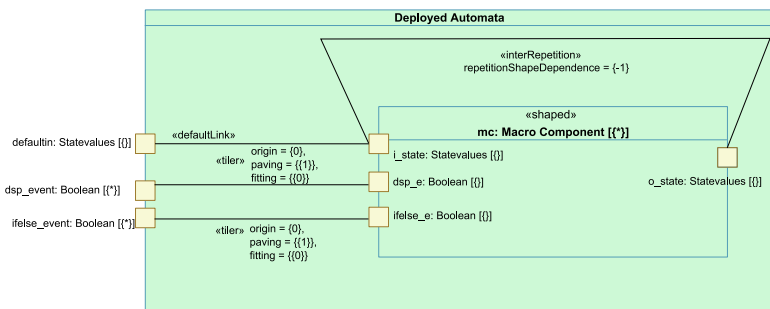 Deployed Automata
«interRepetition»
repetitionShapeDependence = {-1}
«shaped»
mc: Macro Component [{*}]
defaultin: Statevalues [{}]
«defaultLink»
i_state: Statevalues [{}]
«tiler»
origin = {0},
paving = {{1}},
fitting = {{0}}
dsp_event: Boolean [{*}]
dsp_e: Boolean [{}]
o_state: Statevalues [{}]
ifelse_event: Boolean [{*}]
ifelse_e: Boolean [{}]
«tiler»
origin = {0},
paving = {{1}},
fitting = {{0}}